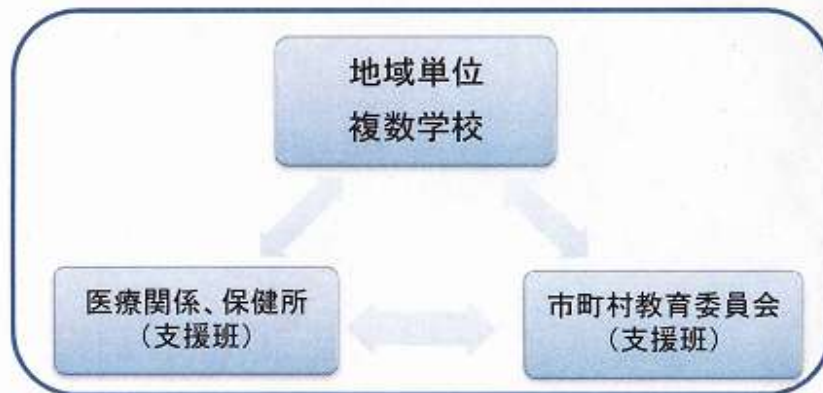 地域単位
複数学校
医療関係、保健所
（支援班）
市町村教育委員会
（支援班）